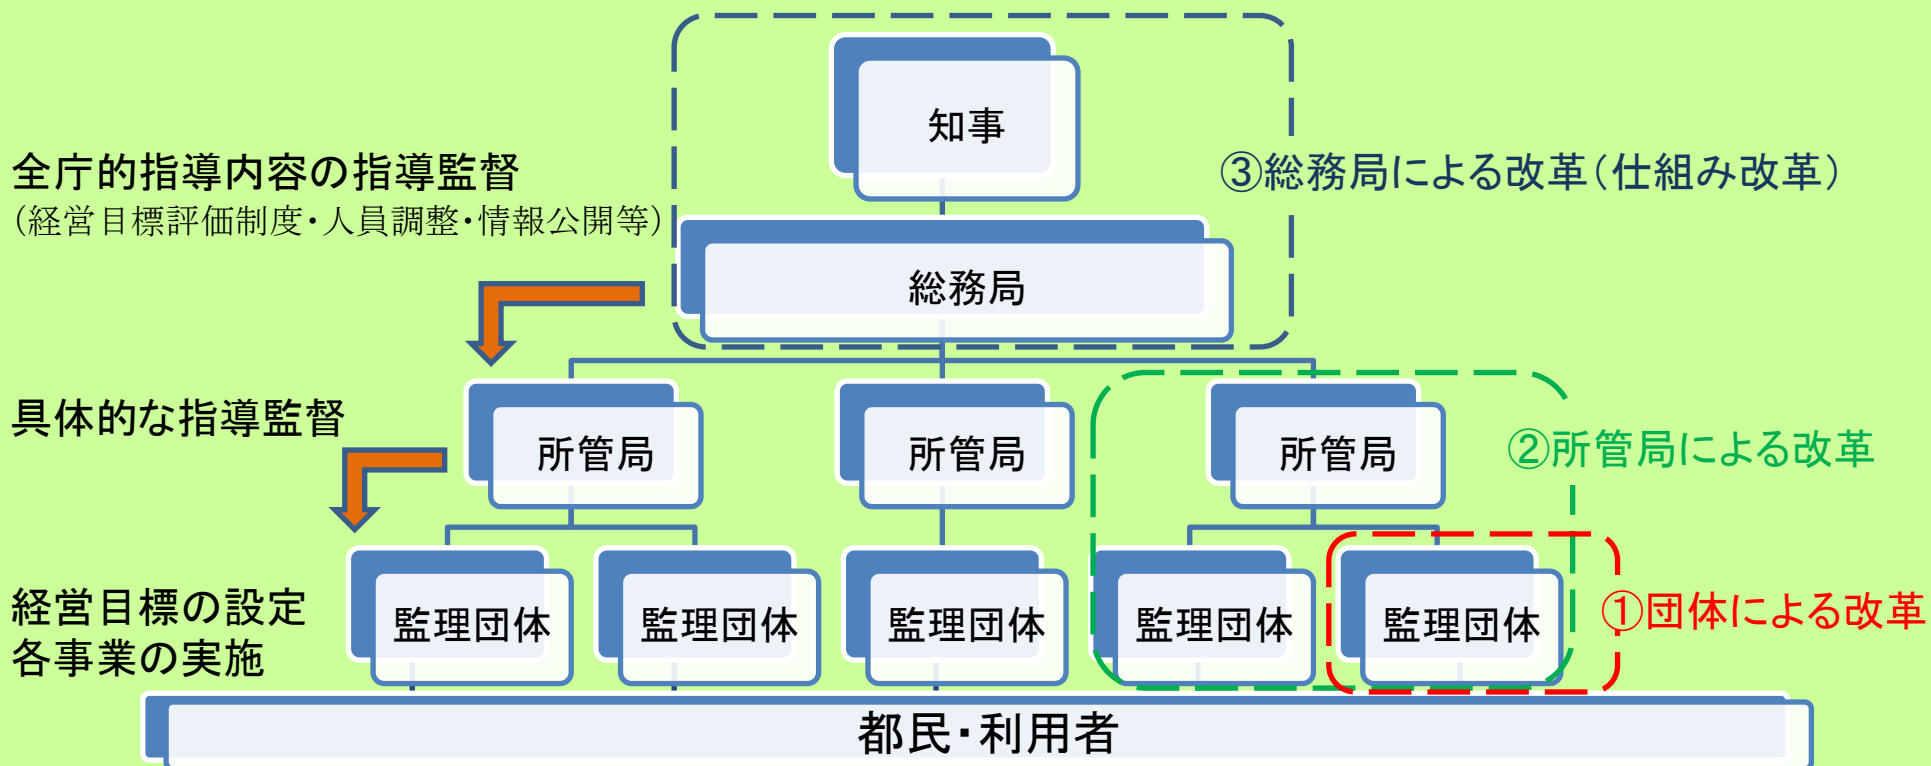 知事
全庁的指導内容の指導監督
（経営目標評価制度・人員調整・情報公開等）
③総務局による改革（仕組み改革）
総務局
具体的な指導監督
所管局
所管局
所管局
②所管局による改革
経営目標の設定
各事業の実施
監理団体
監理団体
監理団体
監理団体
監理団体
①団体による改革
都民・利用者